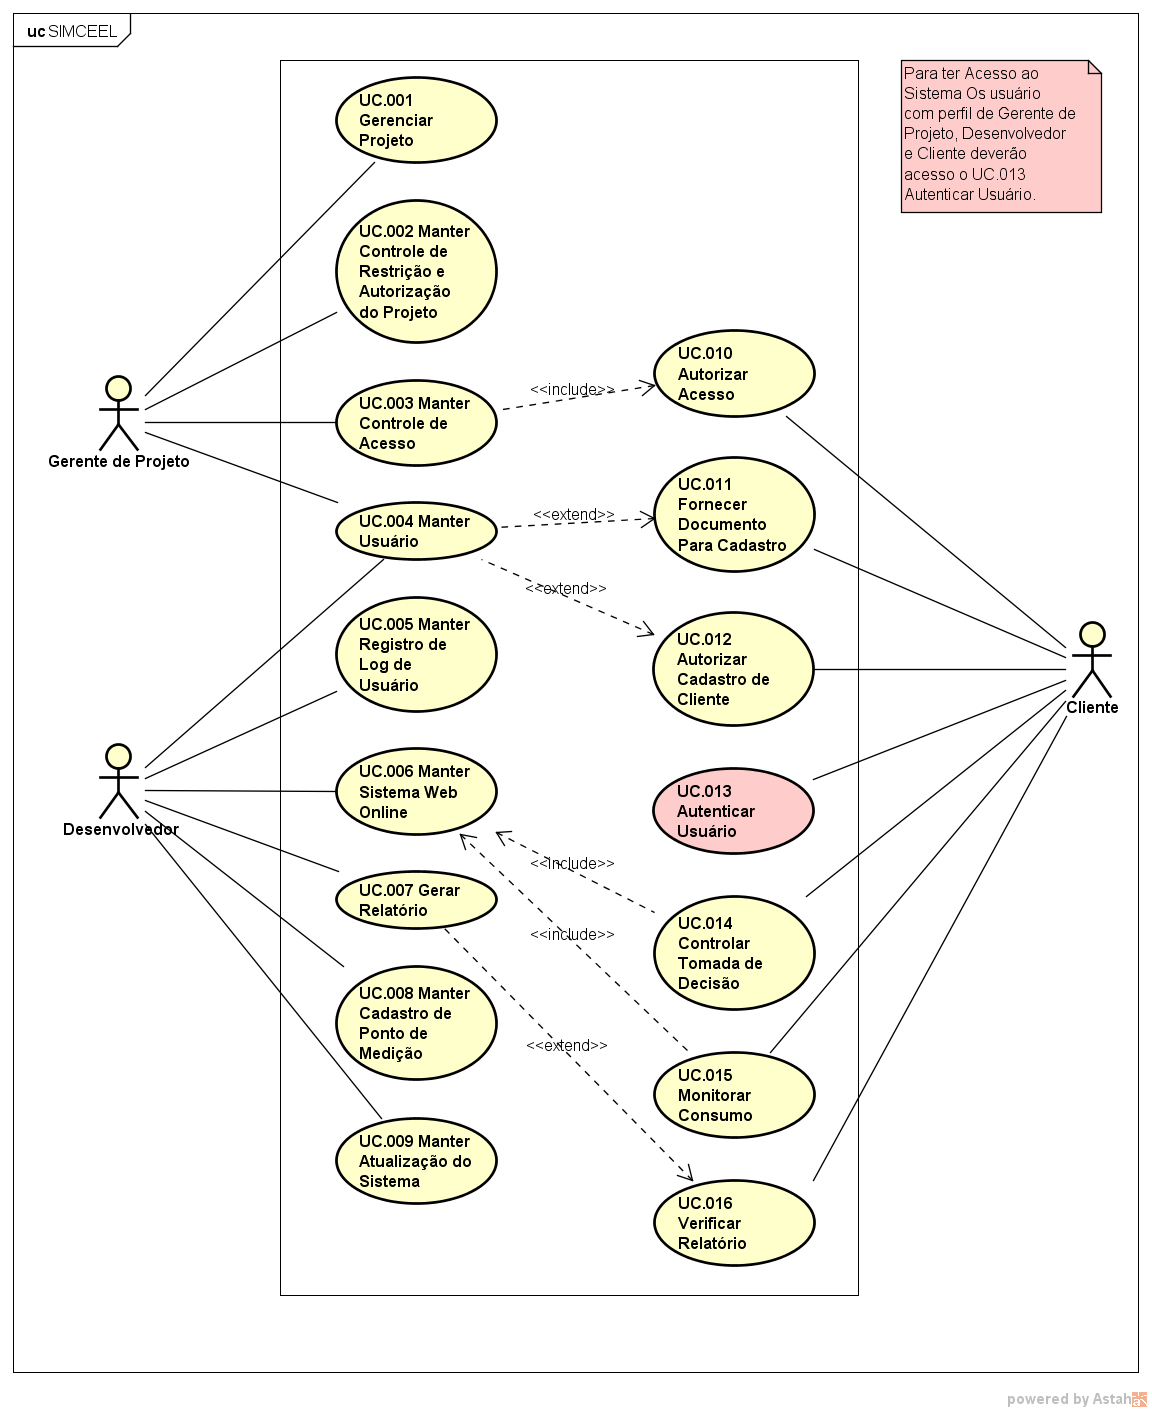 uc SIMCEEL
Para ter Acesso ao
Sistema Os usuário
com perfil de Gerente de
Projeto, Desenvolvedor
e Cliente deverão
acesso o UC.013
Autenticar Usuário.
UC.001
Gerenciar
Projeto
UC.002 Manter
Controle de
Restrição e
Autorização
do Projeto
UC.003 Manter
Controle de
Acesso
UC.004 Manter
Usuário
UC.005 Manter
Registro de
Log de
Usuário
UC.006 Manter
Sistema Web
Online
UC.007 Gerar
Relatório
UC.008 Manter
Cadastro de
Ponto de
Medição
UC.009 Manter
Atualização do
Sistema
<<include>>
<<extend>>
<<extend>>
<<include>>
<<include>>
<<extend>>
UC.010
Autorizar
Acesso
UC.011
Fornecer
Documento
Para Cadastro
UC.012
Autorizar
Cadastro de
Cliente
UC.013
Autenticar
Usuário
UC.014
Controlar
Tomada de
Decisão
UC.015
Monitorar
Consumo
UC.016
Verificar
Relatório
Gerente de Projeto
Desenvolvedor
Cliente
powered by Astah